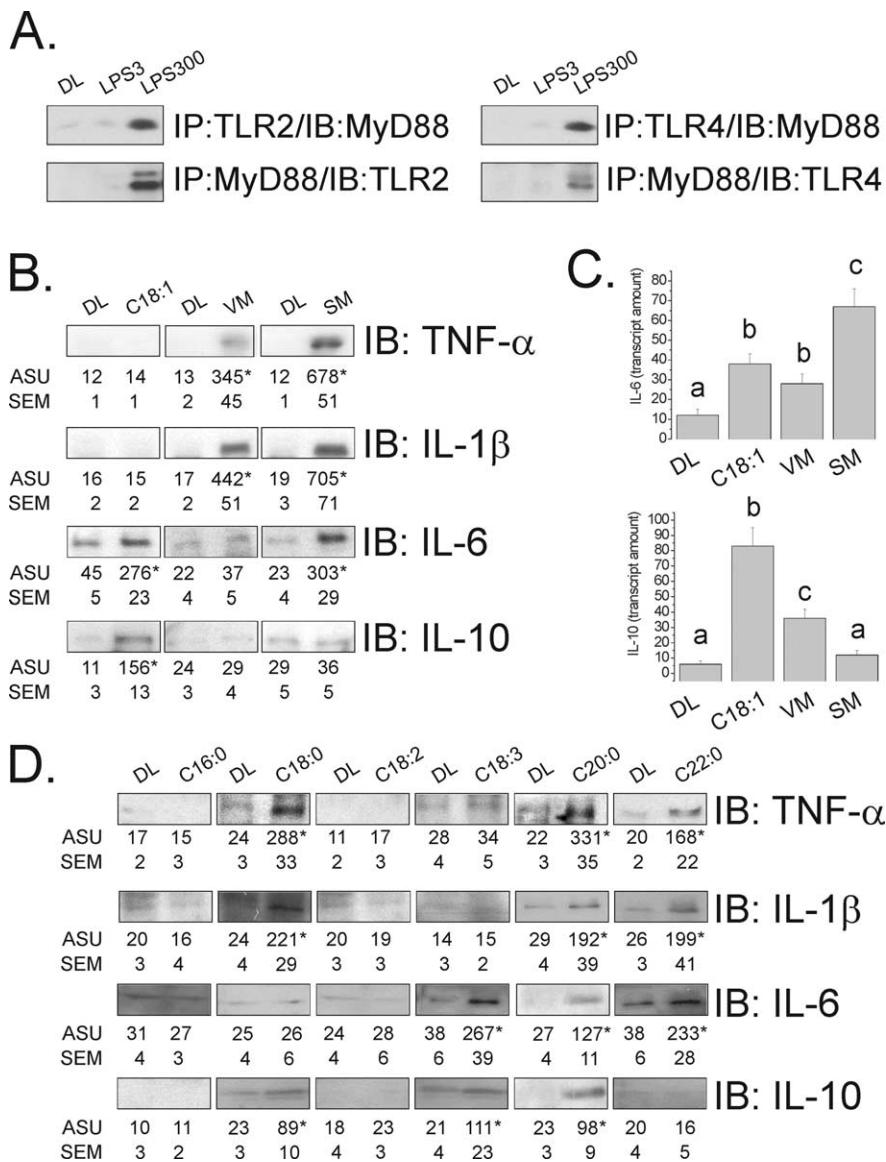 A.
DL LPS3 LPS300
IP:TLR2/IB:MyD88
IP:MyD88/IB:TLR2
DL LPS3 LPS300
IP:TLR4/IB:MyD88
IP:MyD88/IB:TLR4
B.
DL C18:1 DL VM DL SM
IB: TNF-α
ASU 12 14 13 345* 12 678*
SEM 1 1 2 45 1 51
IB: IL-1β
ASU 16 15 17 442* 19 705*
SEM 2 2 2 51 3 71
IB: IL-6
ASU 45 276* 22 37 23 303*
SEM 5 23 4 5 4 29
IB: IL-10
ASU 11 156* 24 29 29 36
SEM 3 13 3 4 5 5
C.
IL-6 (transcript amount)
80
70
60
50
40
30
20
10
0
a b b c
DL C18:1 VM SM
IL-10 (transcript amount)
100
90
80
70
60
50
40
30
20
10
0
a b c a
DL C18:1 VM SM
D.
DL C16:0 DL C18:0 DL C18:2 DL C18:3 DL C20:0 DL C22:0
IB: TNF-α
ASU 17 15 24 288* 11 17 28 34 22 331* 20 168*
SEM 2 3 3 33 2 3 4 5 3 35 2 22
IB: IL-1β
ASU 20 16 24 221* 20 19 14 15 29 192* 26 199*
SEM 3 4 4 29 3 3 3 2 4 39 3 41
IB: IL-6
ASU 31 27 25 26 24 28 38 267* 27 127* 38 233*
SEM 4 3 4 6 4 6 6 39 4 11 6 28
IB: IL-10
ASU 10 11 23 89* 18 23 21 111* 23 98* 20 16
SEM 3 2 3 10 4 3 4 23 3 9 4 5